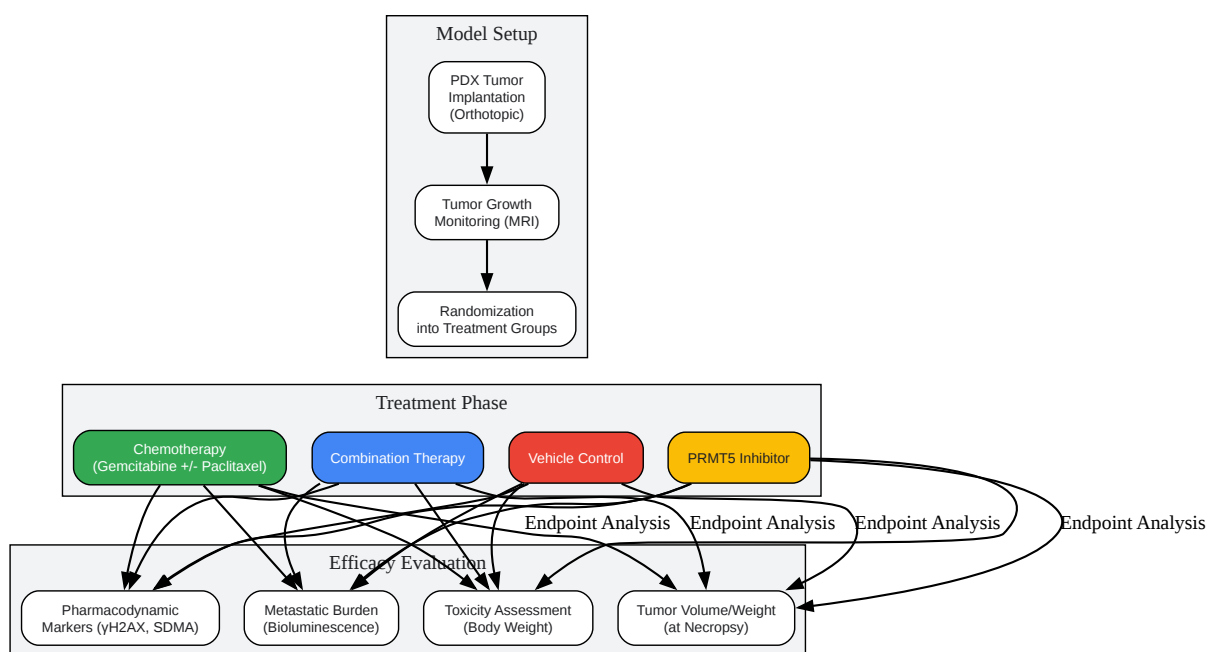 Model Setup
PDX Tumor
Implantation
(Orthotopic)
Tumor Growth
Monitoring (MRI)
Randomization
into Treatment Groups
Treatment Phase
Chemotherapy
(Gemcitabine +/- Paclitaxel)
Combination Therapy
Vehicle Control
PRMT5 Inhibitor
Endpoint Analysis
Endpoint Analysis
Endpoint Analysis
Endpoint Analysis
Efficacy Evaluation
Pharmacodynamic
Markers (γH2AX, SDMA)
Metastatic Burden
(Bioluminescence)
Toxicity Assessment
(Body Weight)
Tumor Volume/Weight
(at Necropsy)